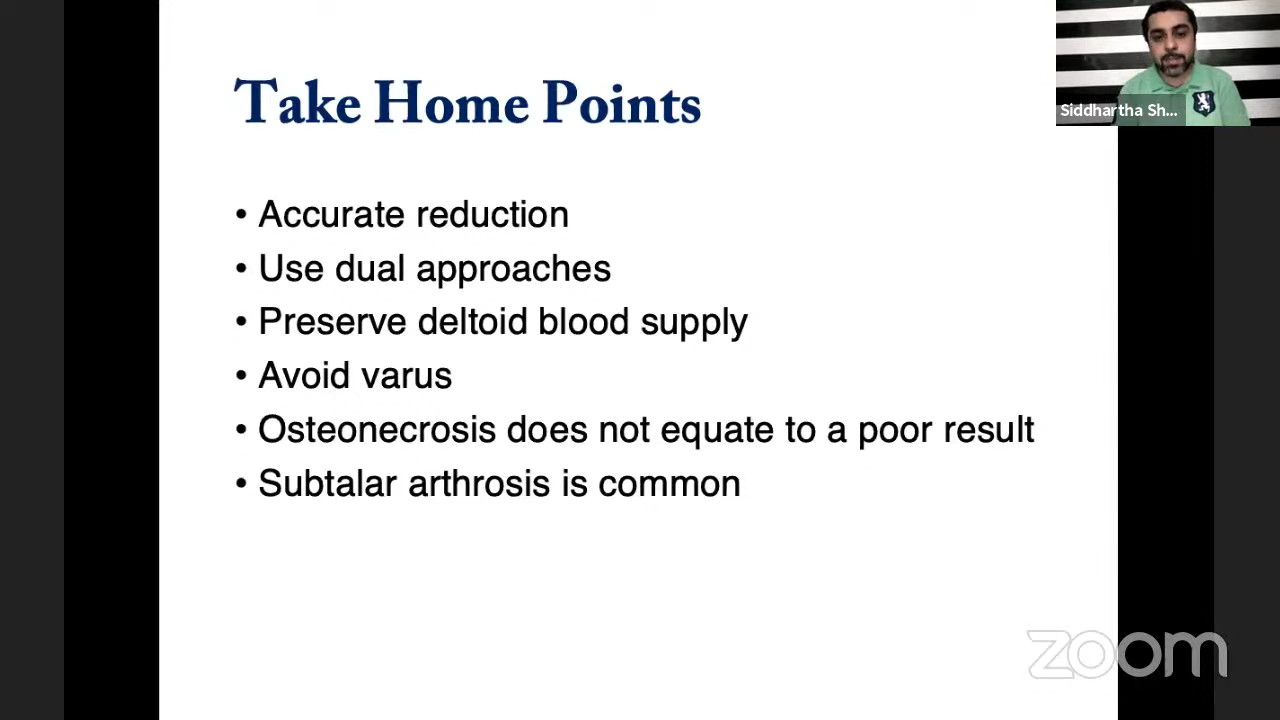 Take Home Points
Siddhartha Sh...
• Accurate reduction
• Use dual approaches
• Preserve deltoid blood supply
• Avoid varus
• Osteonecrosis does not equate to a poor result
• Subtalar arthrosis is common
zoom